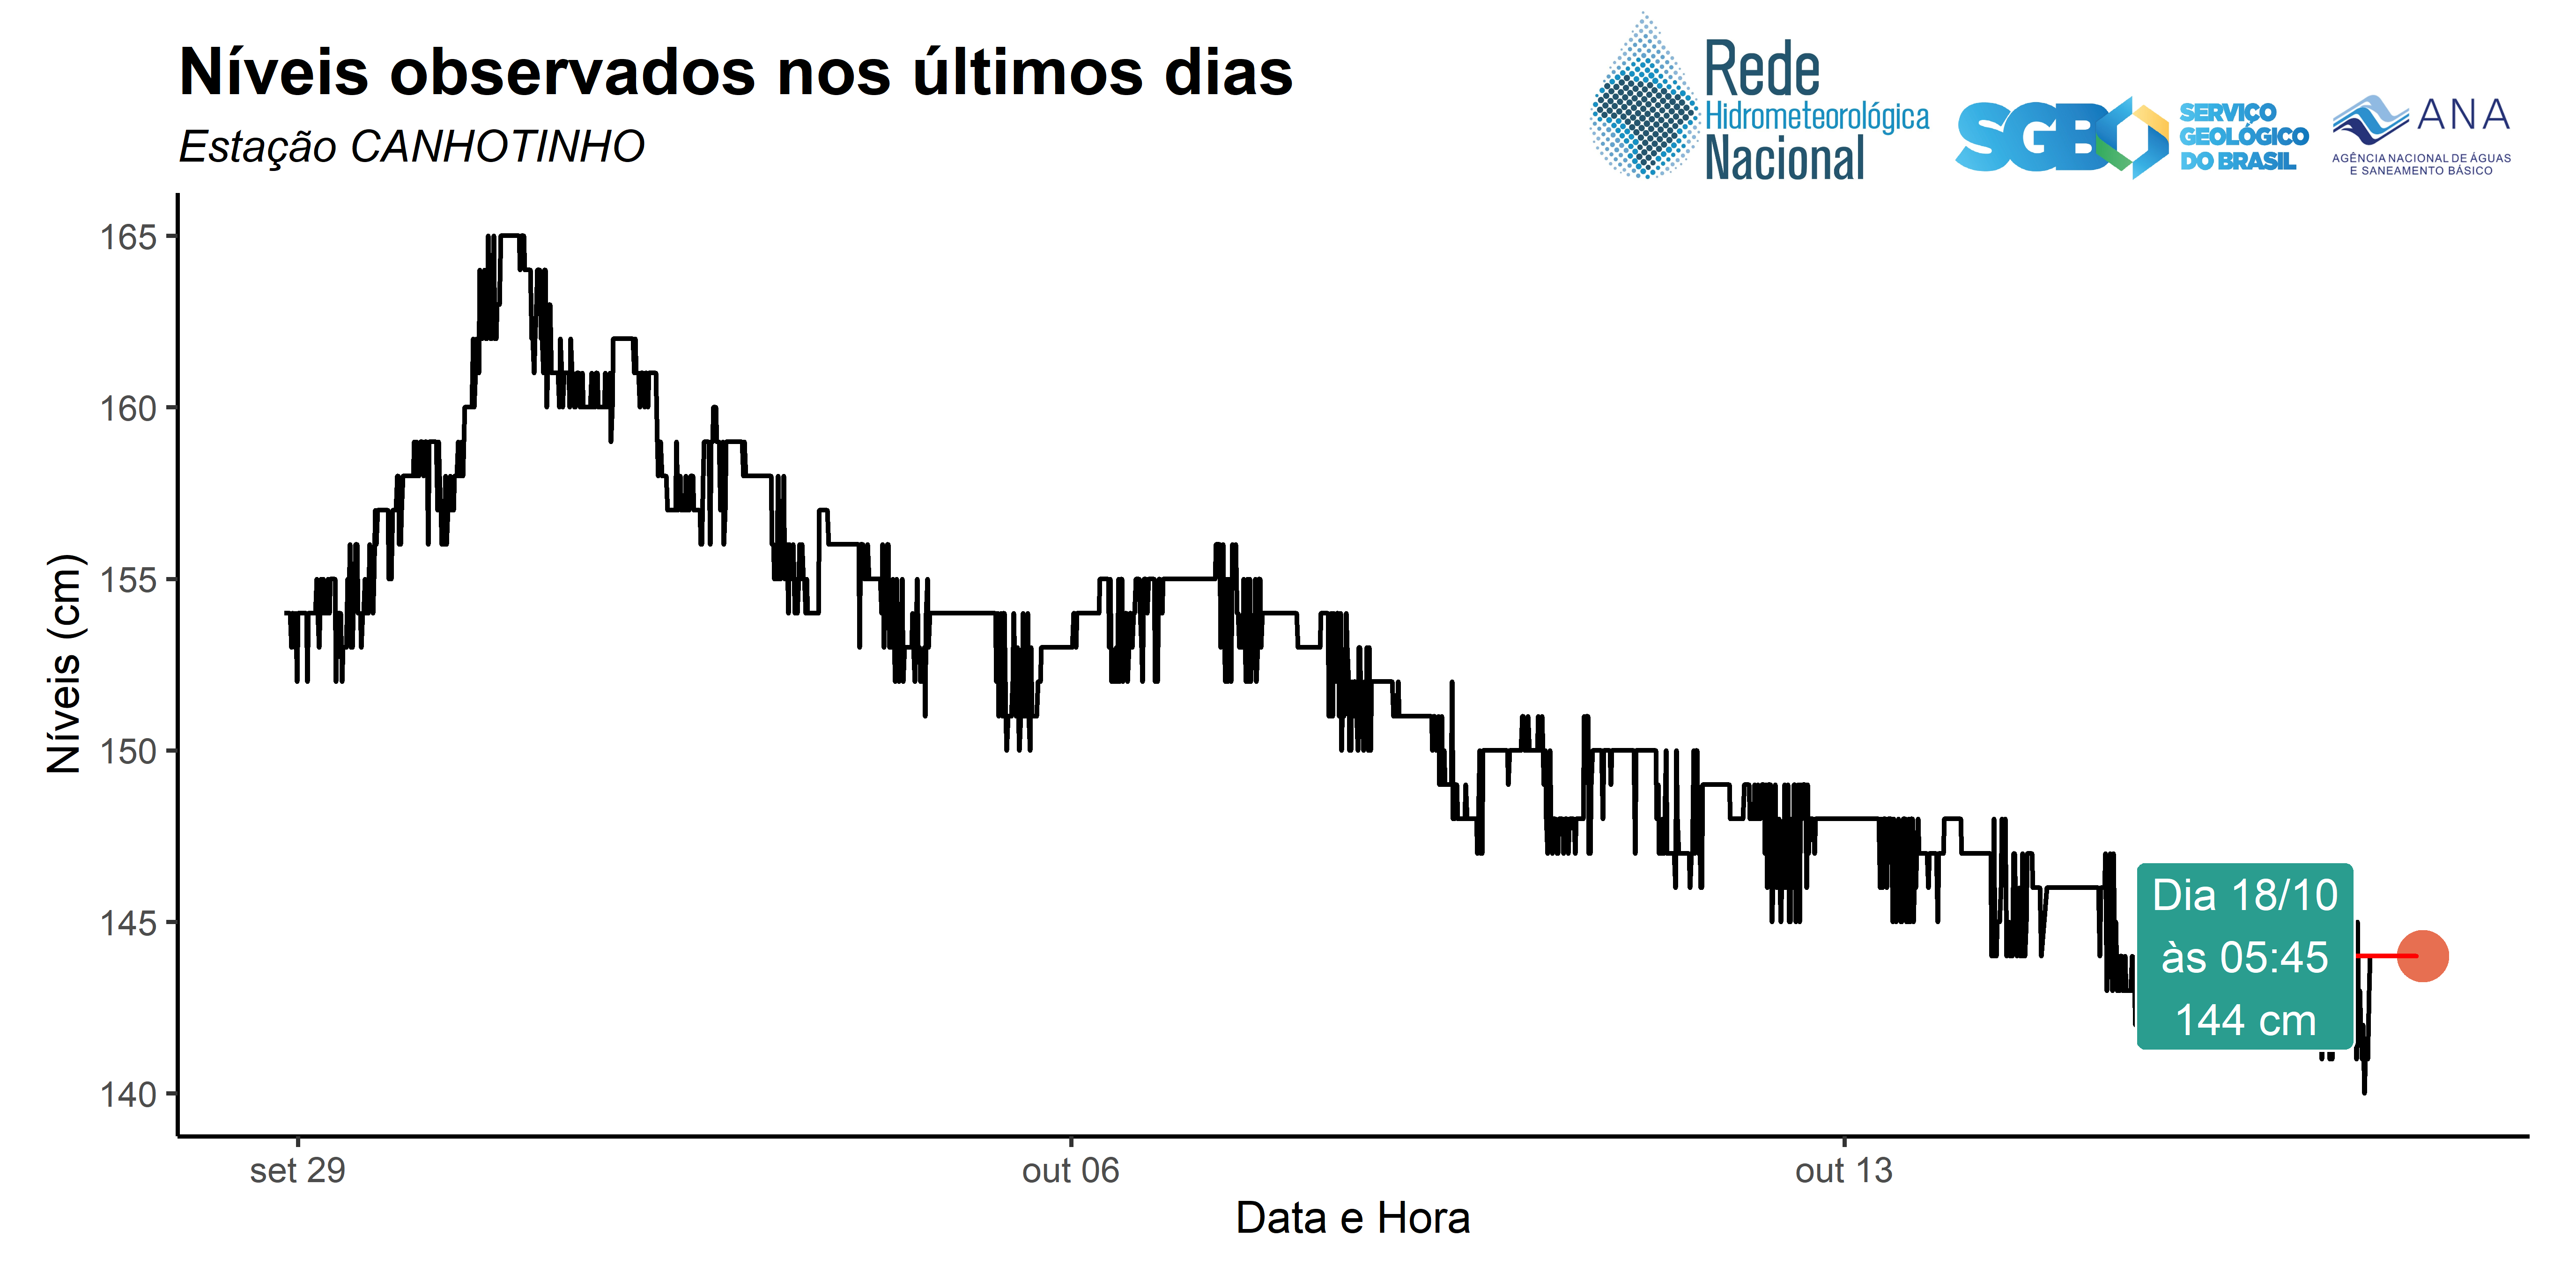 Níveis observados nos últimos dias
Estação CANHOTINHO
Rede
Hidrometeorológica
Nacional
SGB
SERVIÇO
GEOLÓGICO
DO BRASIL
ANA
AGÊNCIA NACIONAL DE ÁGUAS
E SANEAMENTO BÁSICO
Níveis (cm)
165
160
155
150
145
140
Dia 18/10
às 05:45
144 cm
set 29
out 06
out 13
Data e Hora